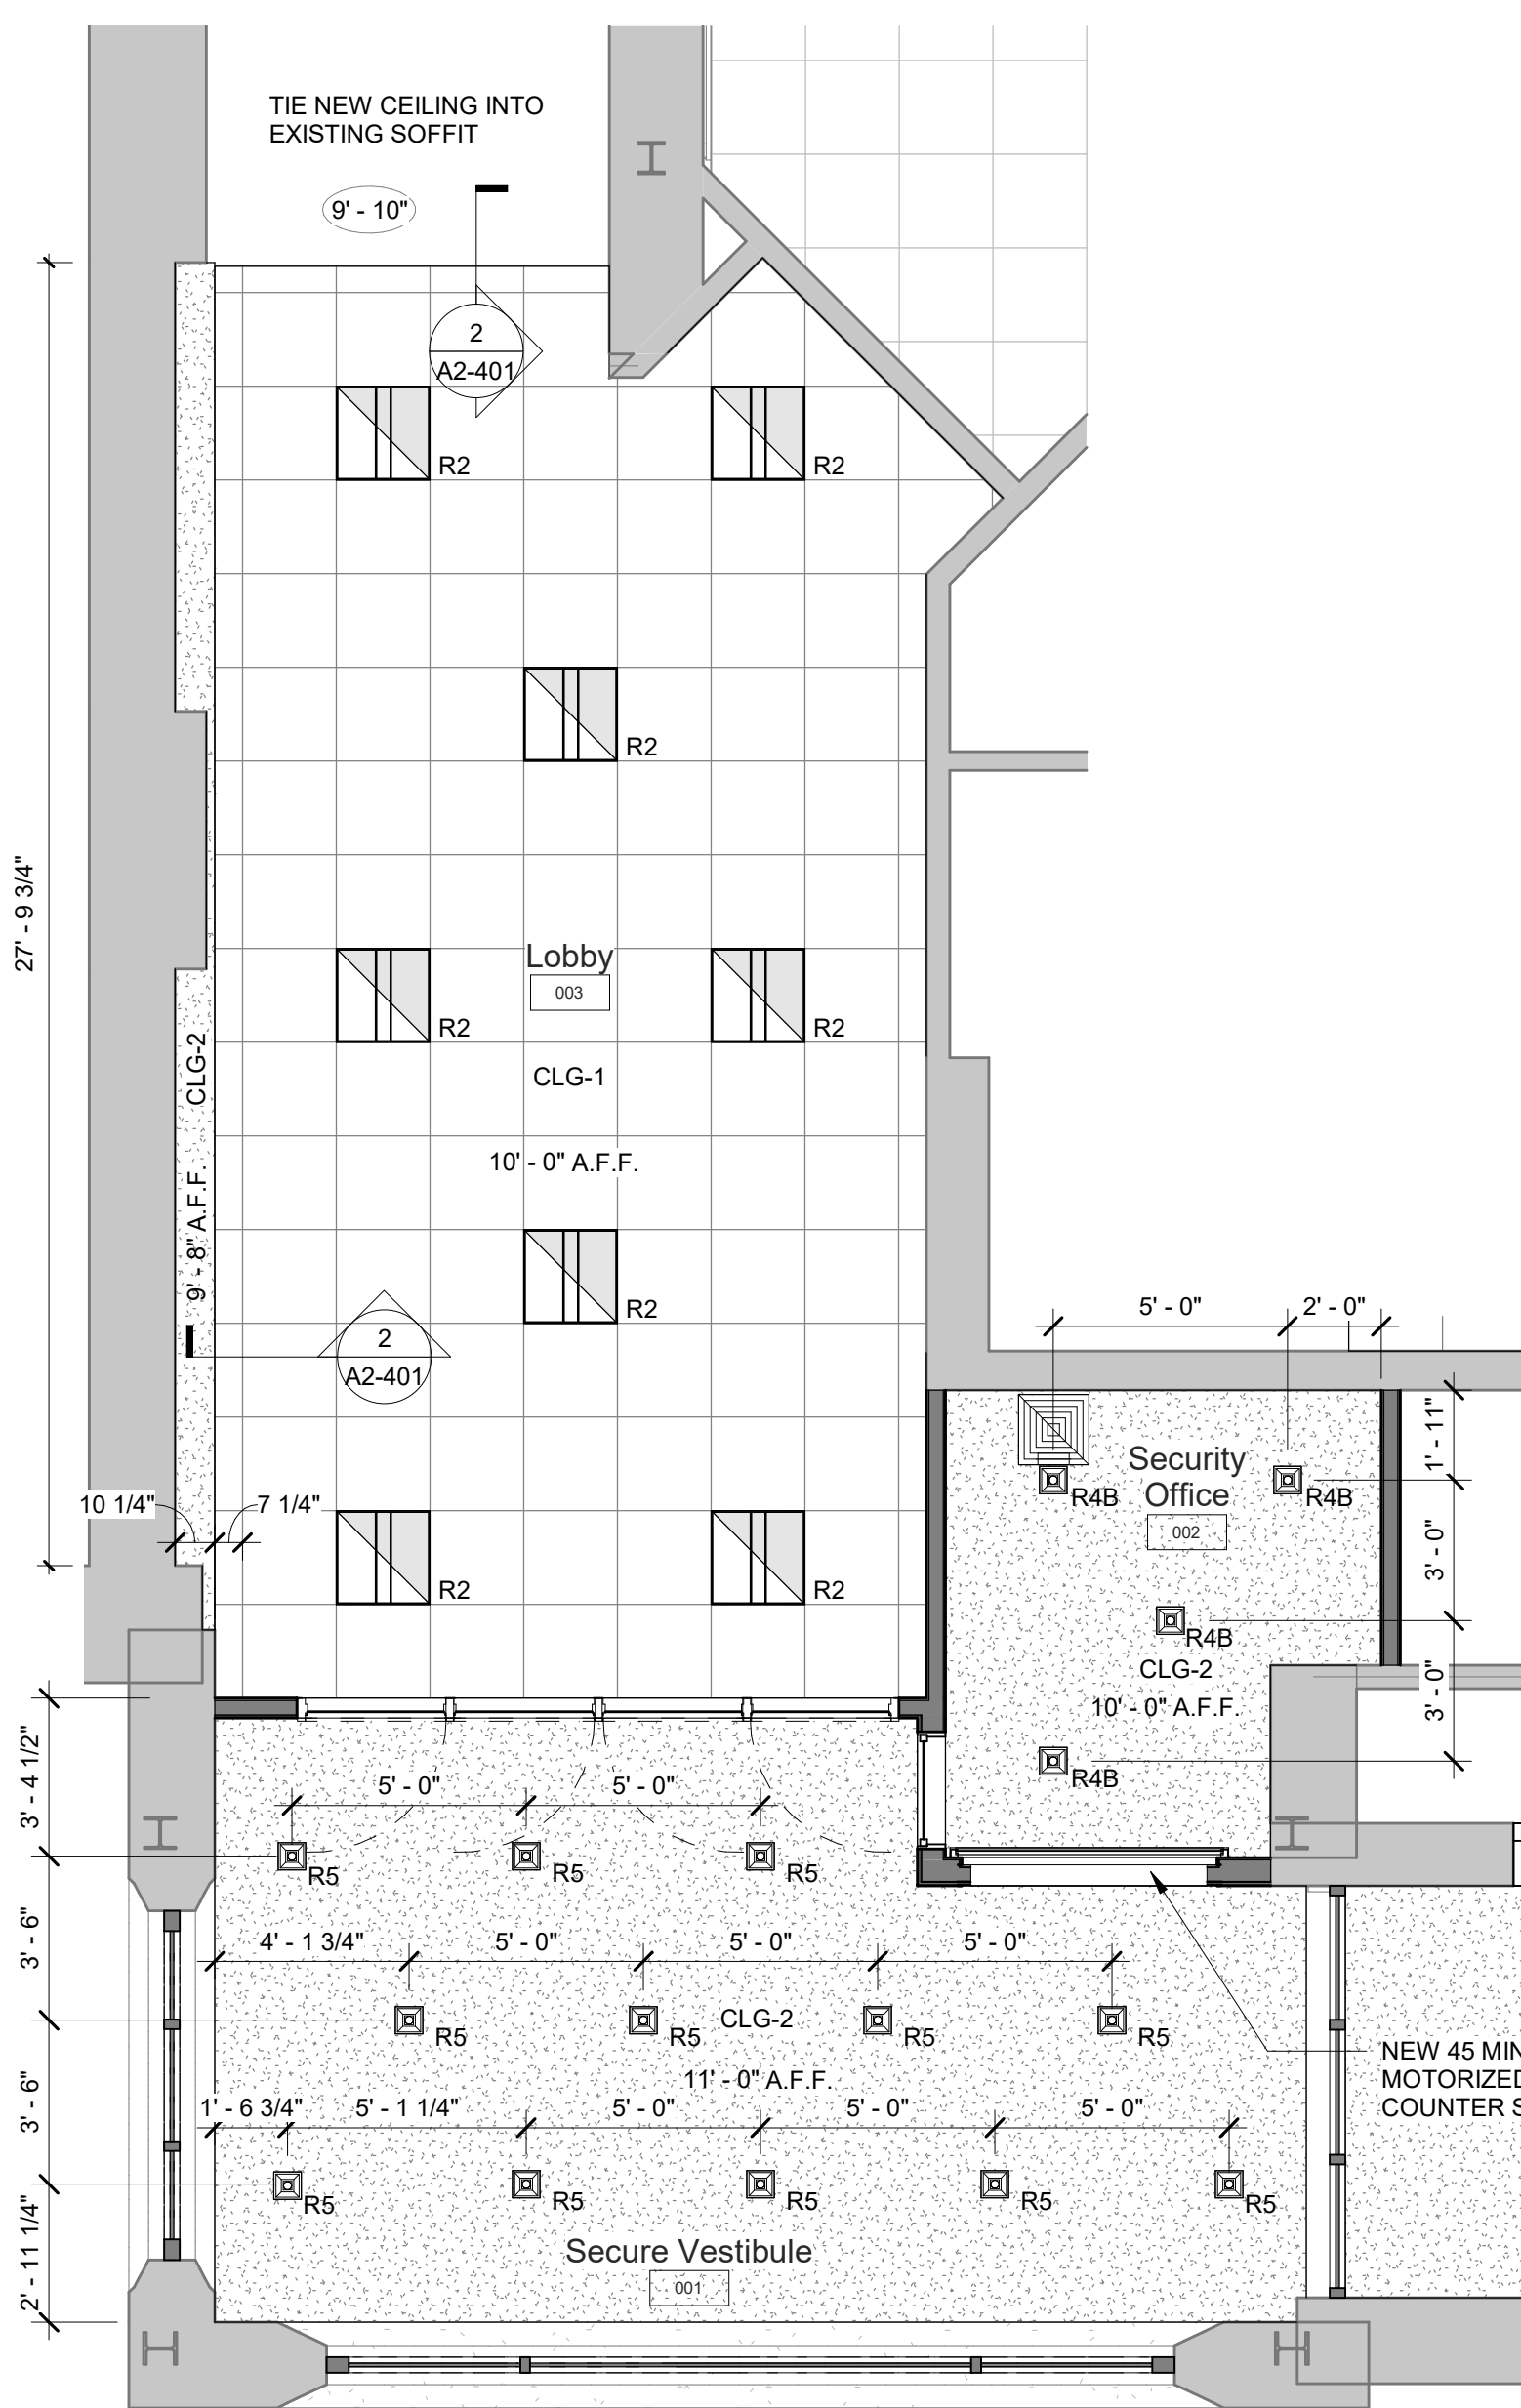 TIE NEW CEILING INTO
EXISTING SOFFIT
9' - 10"
2
A2-401
R2
R2
R2
27' - 9 3/4"
Lobby
003
R2
R2
CLG-1
CLG-2
10' - 0" A.F.F.
9' - 8" A.F.F.
R2
2
A2-401
5' - 0"
2' - 0"
1' - 11"
Security
Office
002
R4B
R4B
10 1/4"
7 1/4"
3' - 0"
R2
R2
R4B
CLG-2
10' - 0" A.F.F.
3' - 0"
R4B
3' - 4 1/2"
5' - 0"
5' - 0"
R5
R5
R5
3' - 6"
4' - 1 3/4"
5' - 0"
5' - 0"
5' - 0"
R5
R5
CLG-2
R5
R5
NEW 45 MIN
MOTORIZED
COUNTER S
11' - 0" A.F.F.
3' - 6"
1' - 6 3/4"
5' - 1 1/4"
5' - 0"
5' - 0"
5' - 0"
R5
R5
R5
R5
R5
2' - 11 1/4"
Secure Vestibule
001